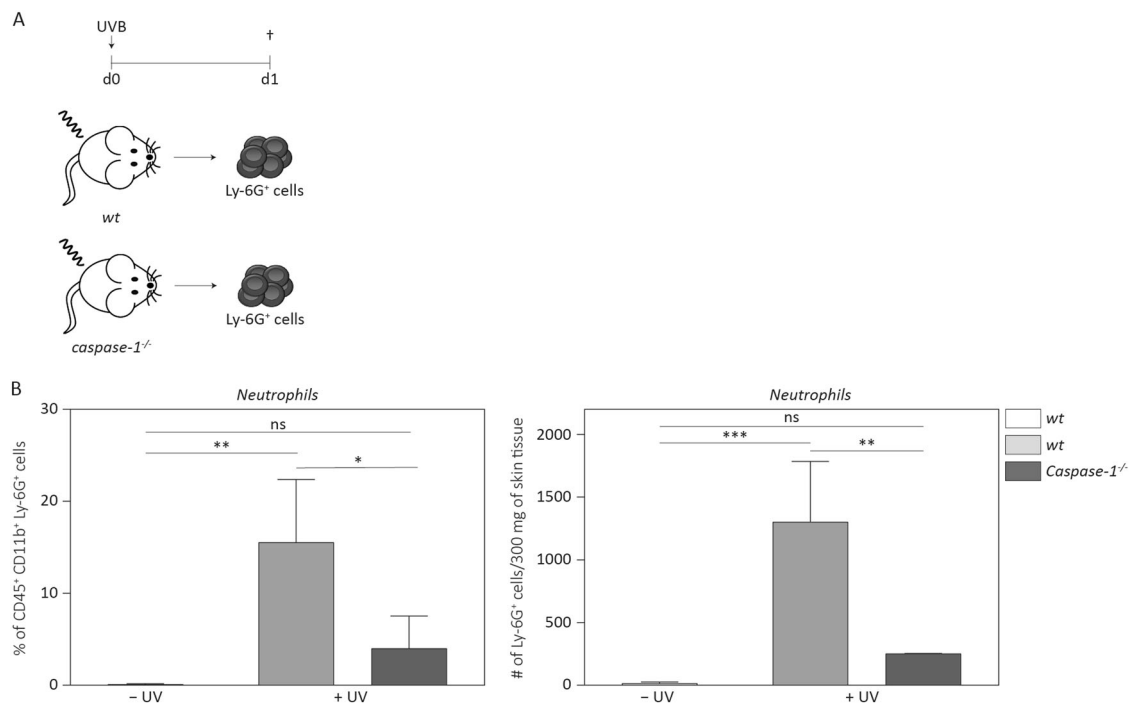 A
UVB
†
d0
d1
Ly-6G⁺ cells
wt
Ly-6G⁺ cells
caspase-1⁻/⁻
B
Neutrophils
% of CD45⁺ CD11b⁺ Ly-6G⁺ cells
30
20
10
0
ns
**
*
– UV
+ UV
Neutrophils
# of Ly-6G⁺ cells/300 mg of skin tissue
2000
1500
1000
500
0
ns
***
**
– UV
+ UV
wt
wt
Caspase-1⁻/⁻